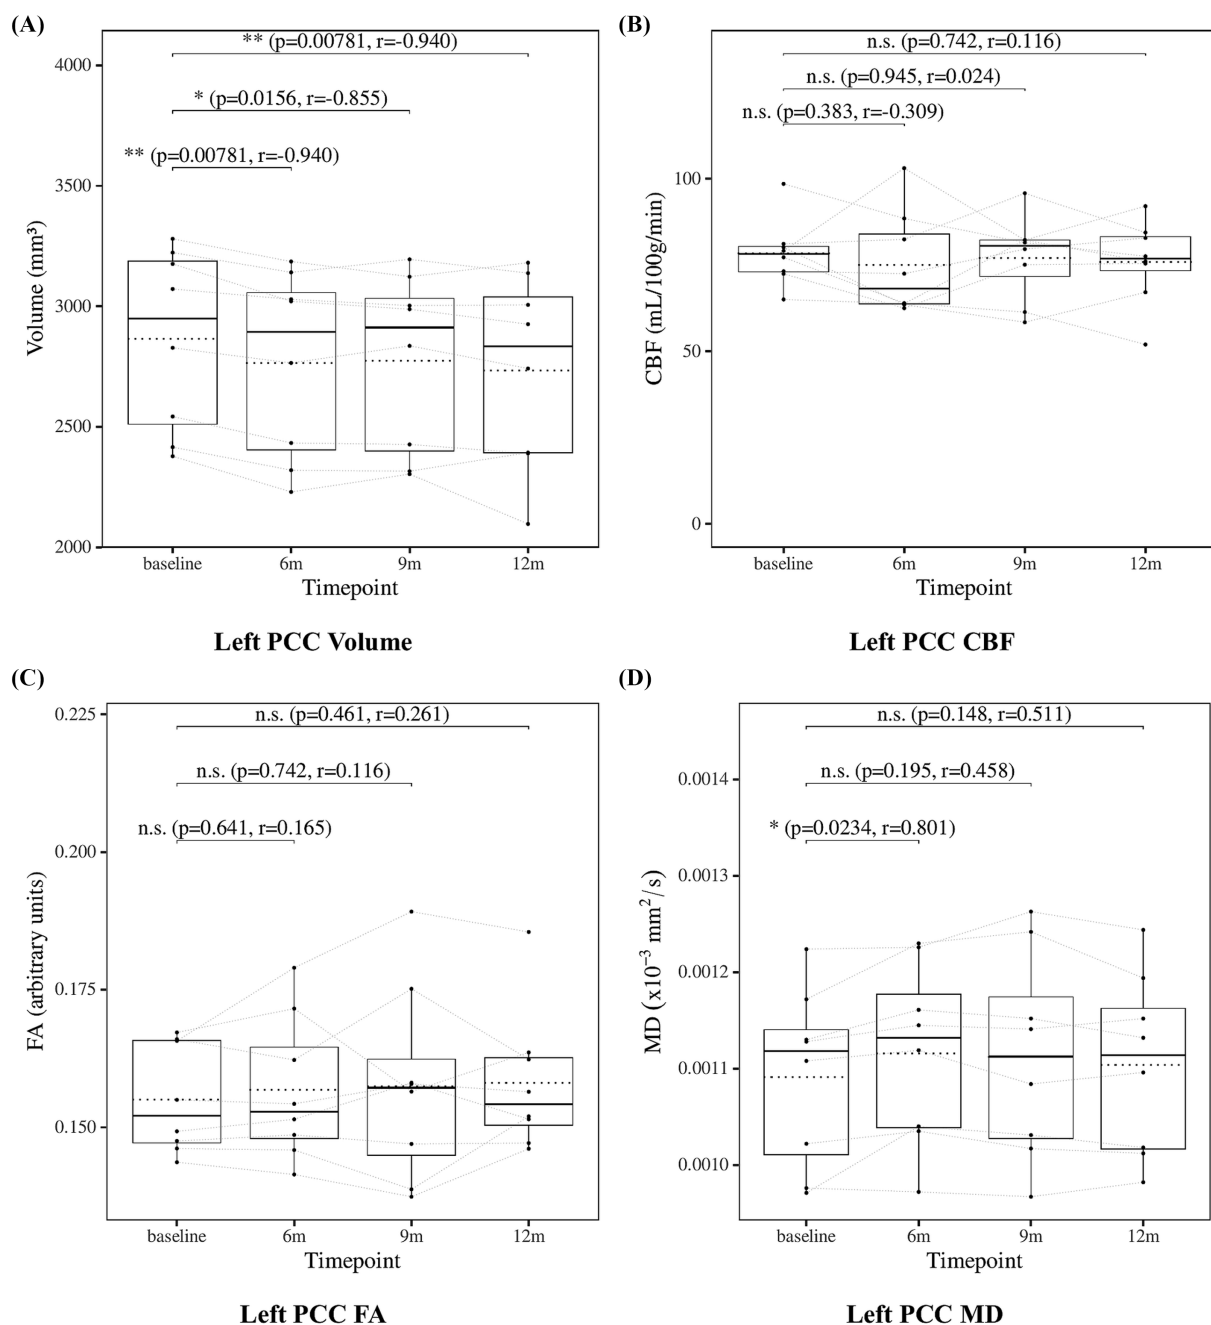 (A)
** (p=0.00781, r=-0.940)
* (p=0.0156, r=-0.855)
** (p=0.00781, r=-0.940)
4000
3500
3000
2500
2000
Volume (mm³)
baseline 6m 9m 12m
Timepoint
Left PCC Volume
(B)
n.s. (p=0.742, r=0.116)
n.s. (p=0.945, r=0.024)
n.s. (p=0.383, r=-0.309)
100
50
0
CBF (mL/100g/min)
baseline 6m 9m 12m
Timepoint
Left PCC CBF
(C)
n.s. (p=0.461, r=0.261)
n.s. (p=0.742, r=0.116)
n.s. (p=0.641, r=0.165)
0.225
0.200
0.175
0.150
FA (arbitrary units)
baseline 6m 9m 12m
Timepoint
Left PCC FA
(D)
n.s. (p=0.148, r=0.511)
n.s. (p=0.195, r=0.458)
* (p=0.0234, r=0.801)
0.0014
0.0013
0.0012
0.0011
0.0010
MD (x10⁻³ mm²/s)
baseline 6m 9m 12m
Timepoint
Left PCC MD